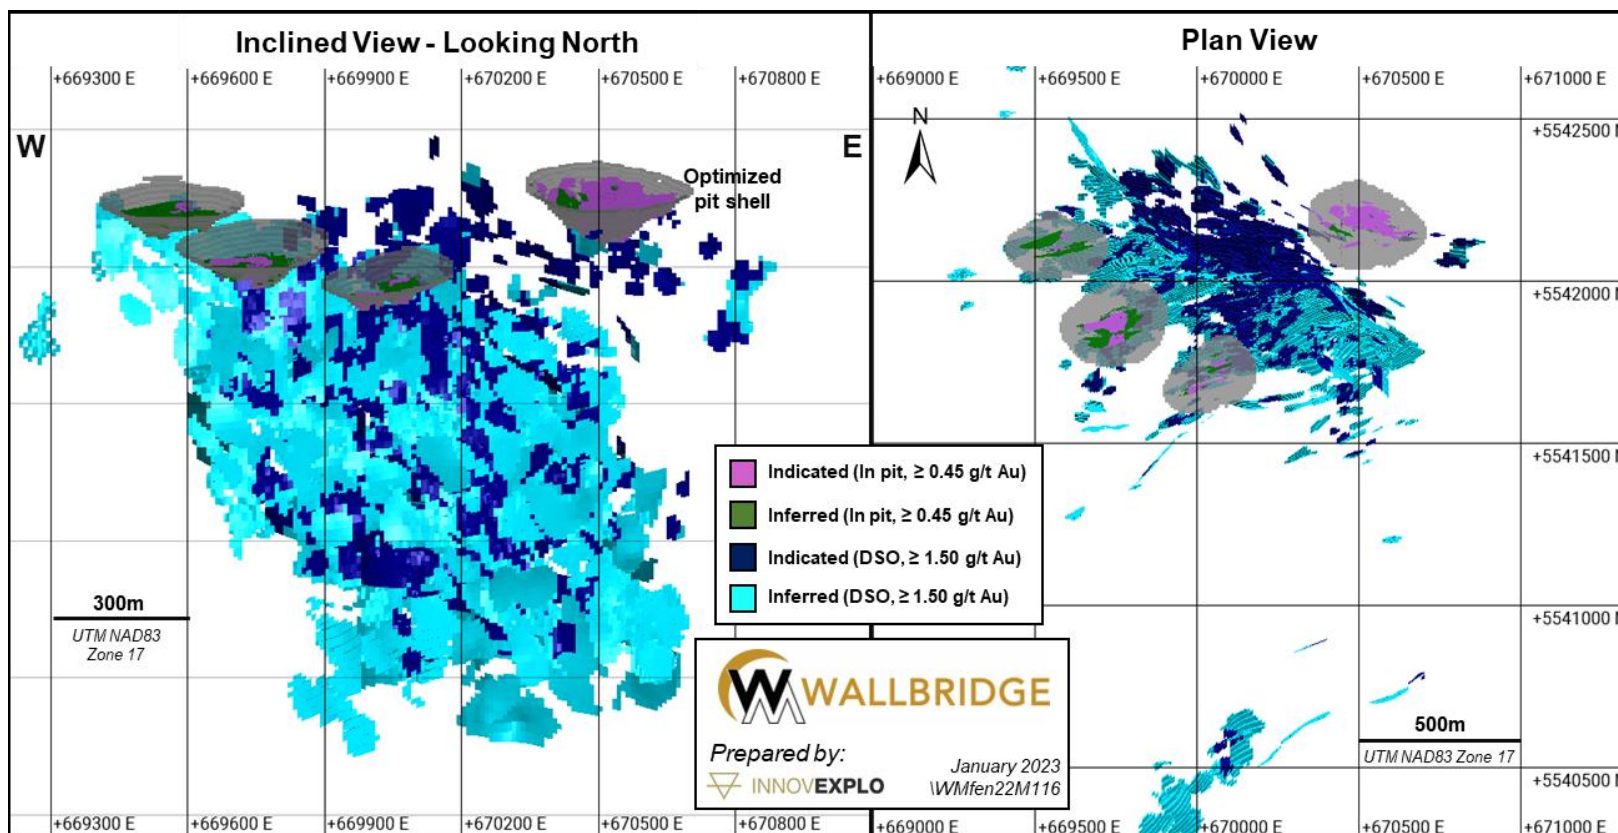 Inclined View - Looking North
+669300 E +669600 E +669900 E +670200 E +670500 E +670800 E
W E
Optimized
pit shell
300m
UTM NAD83
Zone 17
+669300 E +669600 E +669900 E +670200 E +670500 E +670800 E
Plan View
+669000 E +669500 E +670000 E +670500 E +671000 E
N
+5542500 N
+5542000 N
+5541500 N
+5541000 N
+5540500 N
500m
UTM NAD83 Zone 17
+669000 E +669500 E +670000 E +670500 E +671000 E
Indicated (In pit, ≥ 0.45 g/t Au)
Inferred (In pit, ≥ 0.45 g/t Au)
Indicated (DSO, ≥ 1.50 g/t Au)
Inferred (DSO, ≥ 1.50 g/t Au)
WALLBRIDGE
Prepared by:
INNOVEXPLO
January 2023
\WMfen22M116